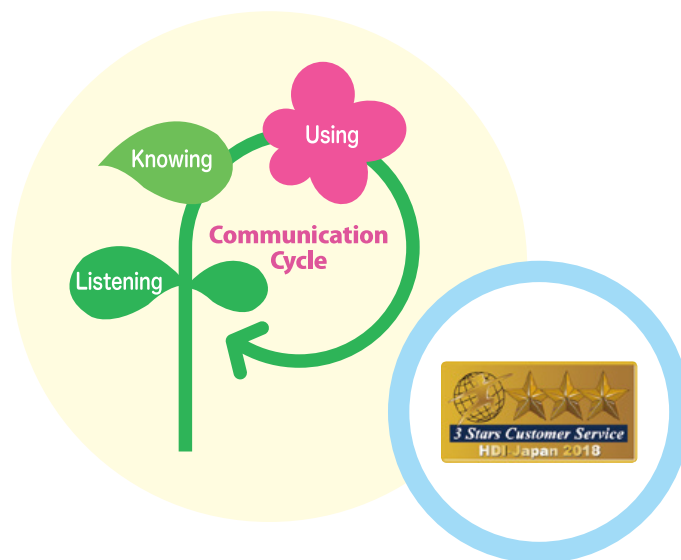 Using
Knowing
Communication
Cycle
Listening
3 Stars Customer Service
HDI-Japan 2018